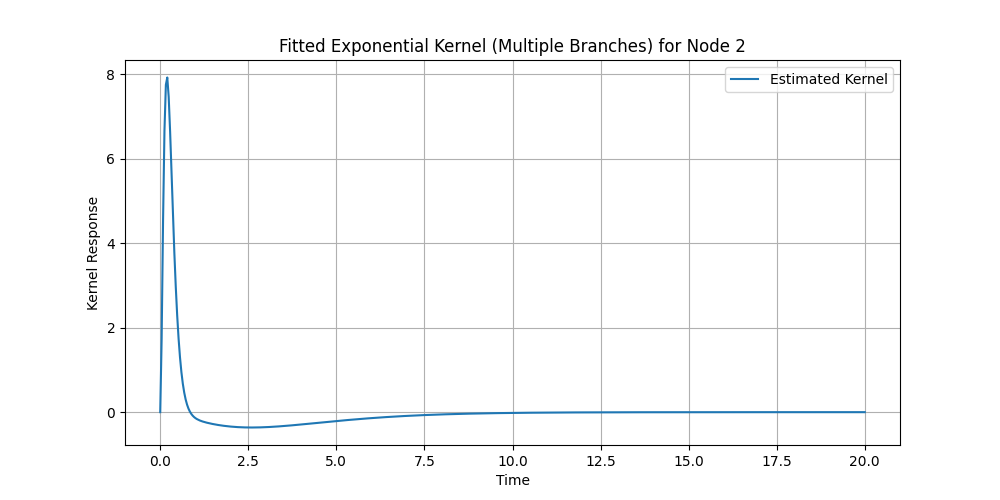 Fitted Exponential Kernel (Multiple Branches) for Node 2
Estimated Kernel
Kernel Response
8
6
4
2
0
0.0 2.5 5.0 7.5 10.0 12.5 15.0 17.5 20.0
Time